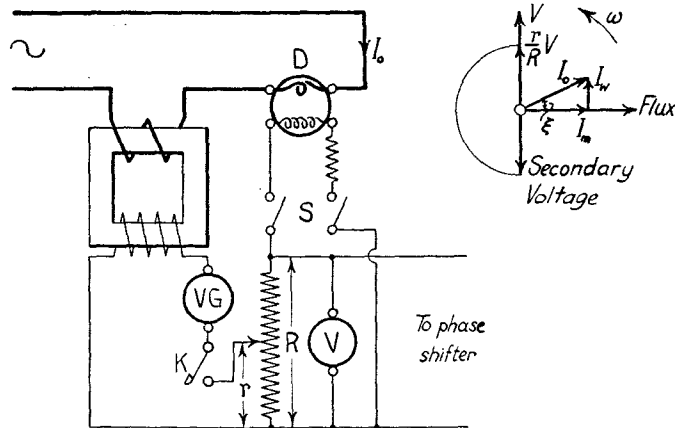 I₀
D
S
VG
K
r
R
V
To phase
shifter
V
r/R V
ω
I₀
I_w
ξ
I_m
Flux
Secondary
Voltage